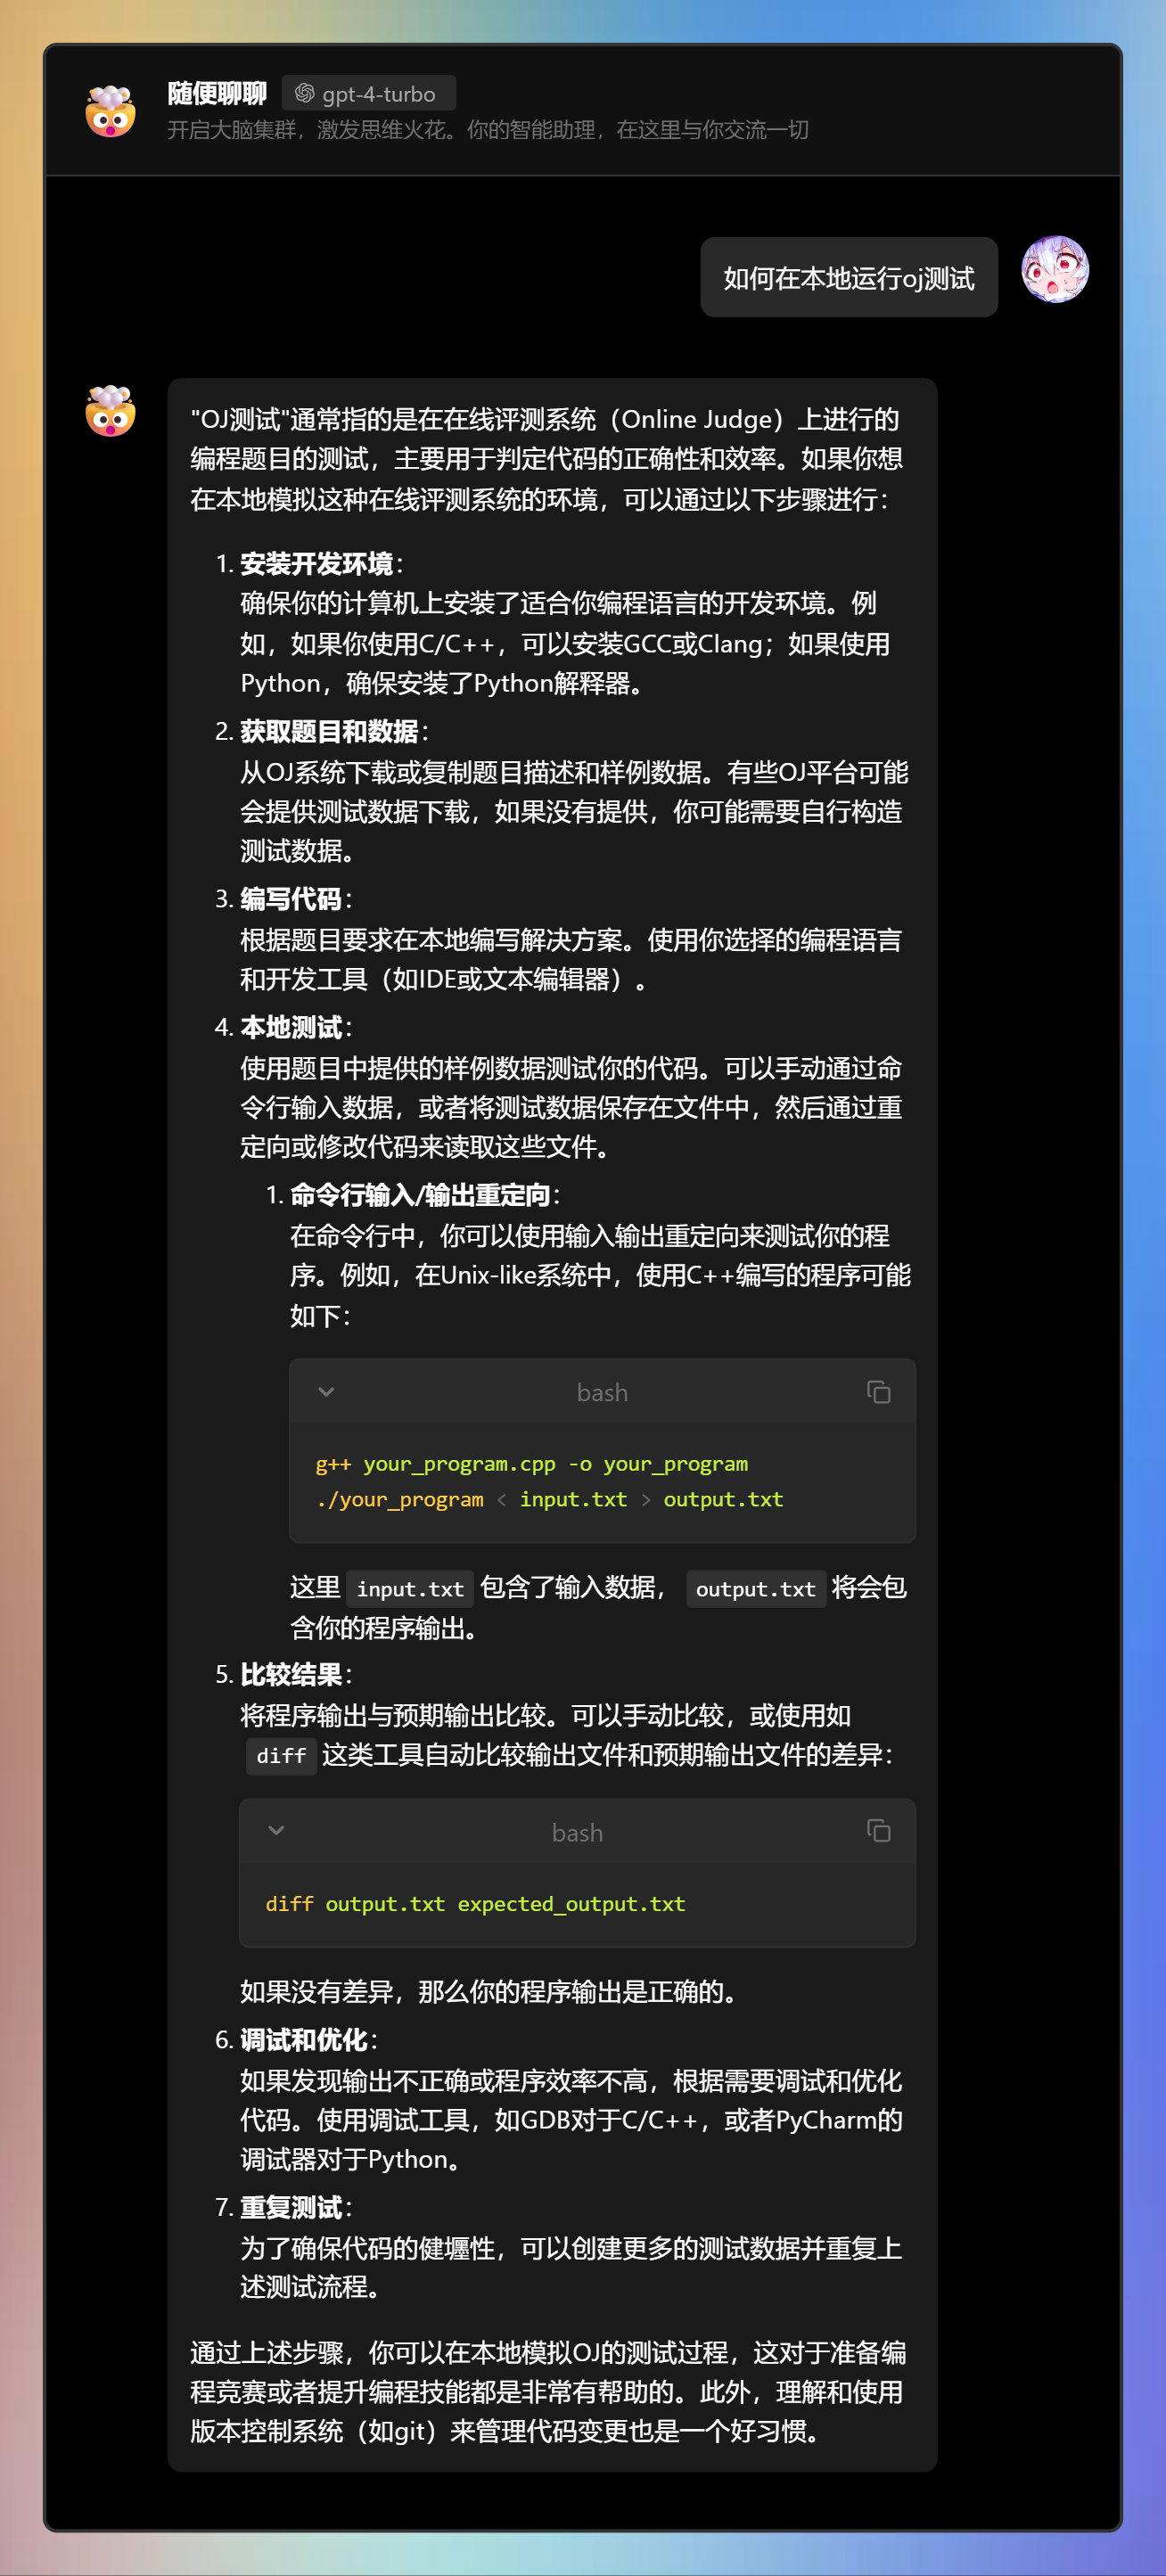 随便聊聊 gpt-4-turbo
开启大脑集群，激发思维火花。你的智能助理，在这里与你交流一切
如何在本地运行oj测试
"OJ测试"通常指的是在在线评测系统（Online Judge）上进行的
编程题目的测试，主要用于判定代码的正确性和效率。如果你想
在本地模拟这种在线评测系统的环境，可以通过以下步骤进行：
1. 安装开发环境：
确保你的计算机上安装了适合你编程语言的开发环境。例
如，如果你使用C/C++，可以安装GCC或Clang；如果使用
Python，确保安装了Python解释器。
2. 获取题目和数据：
从OJ系统下载或复制题目描述和样例数据。有些OJ平台可能
会提供测试数据下载，如果没有提供，你可能需要自行构造
测试数据。
3. 编写代码：
根据题目要求在本地编写解决方案。使用你选择的编程语言
和开发工具（如IDE或文本编辑器）。
4. 本地测试：
使用题目中提供的样例数据测试你的代码。可以手动通过命
令行输入数据，或者将测试数据保存在文件中，然后通过重
定向或修改代码来读取这些文件。
1. 命令行输入/输出重定向：
在命令行中，你可以使用输入输出重定向来测试你的程
序。例如，在Unix-like系统中，使用C++编写的程序可能
如下：
bash
g++ your_program.cpp -o your_program
./your_program < input.txt > output.txt
这里 input.txt 包含了输入数据， output.txt 将会包
含你的程序输出。
5. 比较结果：
将程序输出与预期输出比较。可以手动比较，或使用如
diff 这类工具自动比较输出文件和预期输出文件的差异：
bash
diff output.txt expected_output.txt
如果没有差异，那么你的程序输出是正确的。
6. 调试和优化：
如果发现输出不正确或程序效率不高，根据需要调试和优化
代码。使用调试工具，如GDB对于C/C++，或者PyCharm的
调试器对于Python。
7. 重复测试：
为了确保代码的健壥性，可以创建更多的测试数据并重复上
述测试流程。
通过上述步骤，你可以在本地模拟OJ的测试过程，这对于准备编
程竞赛或者提升编程技能都是非常有帮助的。此外，理解和使用
版本控制系统（如git）来管理代码变更也是一个好习惯。